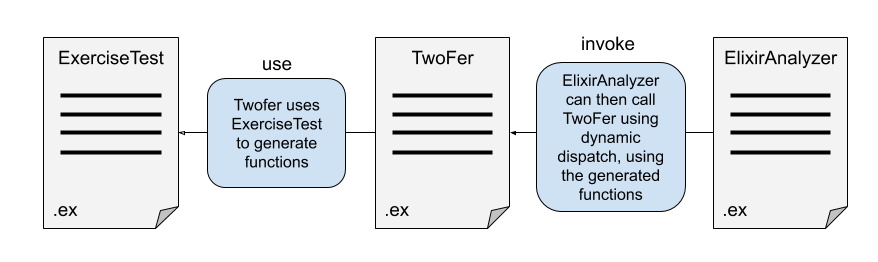 ExerciseTest
.ex
use
Twofer uses
ExerciseTest
to generate
functions
TwoFer
.ex
invoke
ElixirAnalyzer
can then call
TwoFer using
dynamic
dispatch, using
the generated
functions
ElixirAnalyzer
.ex